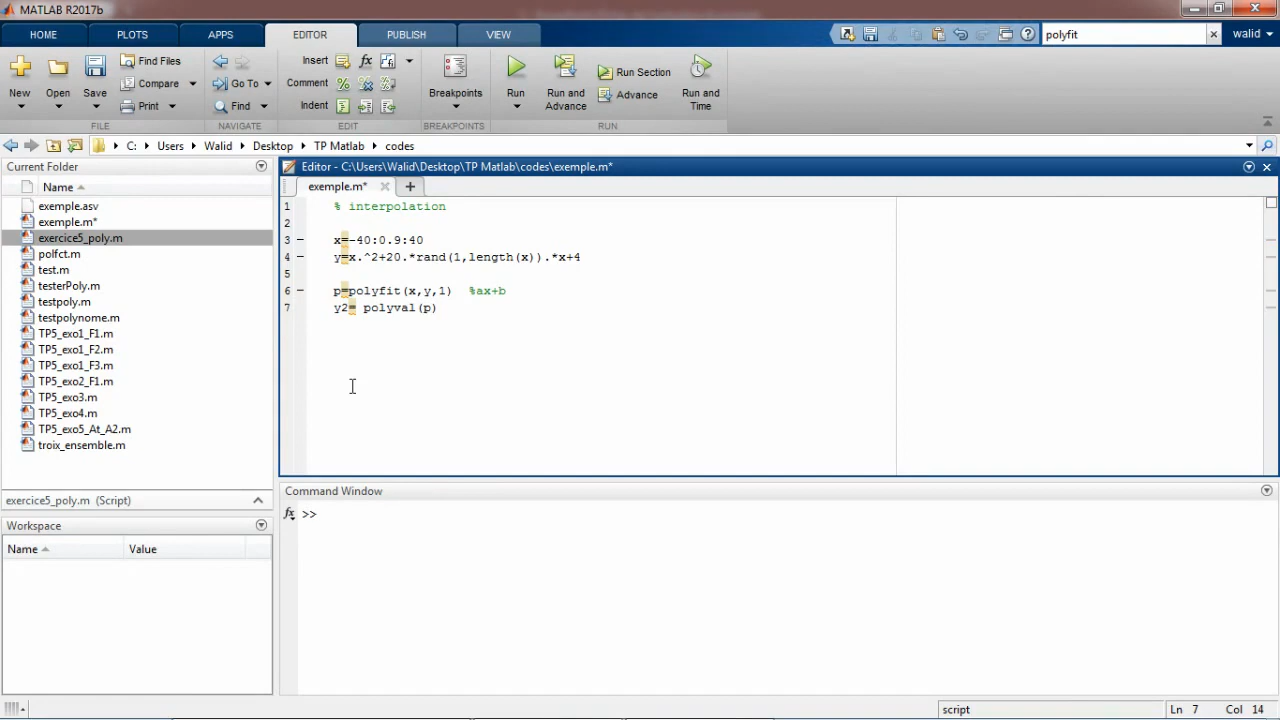 MATLAB R2017b
HOME PLOTS APPS EDITOR PUBLISH VIEW polyfit walid
New Open Save Find Files Compare Print Go To Find Insert fx Comment Indent Breakpoints Run Run and Advance Run Section Advance Run and Time
FILE NAVIGATE EDIT BREAKPOINTS RUN
C: Users Walid Desktop TP Matlab codes
Current Folder
Name
exemple.asv
exemple.m*
exercice5_poly.m
polfct.m
test.m
testerPoly.m
testpoly.m
testpolynome.m
TP5_exo1_F1.m
TP5_exo1_F2.m
TP5_exo1_F3.m
TP5_exo2_F1.m
TP5_exo3.m
TP5_exo4.m
TP5_exo5_At_A2.m
troix_ensemble.m
exercice5_poly.m (Script)
Workspace
Name Value
Editor - C:\Users\Walid\Desktop\TP Matlab\codes\exemple.m*
exemple.m*
1 % interpolation
2
3 – x=-40:0.9:40
4 – y=x.^2+20.*rand(1,length(x)).*x+4
5
6 – p=polyfit(x,y,1) %ax+b
7 y2= polyval(p)
Command Window
fx >>
script Ln 7 Col 14